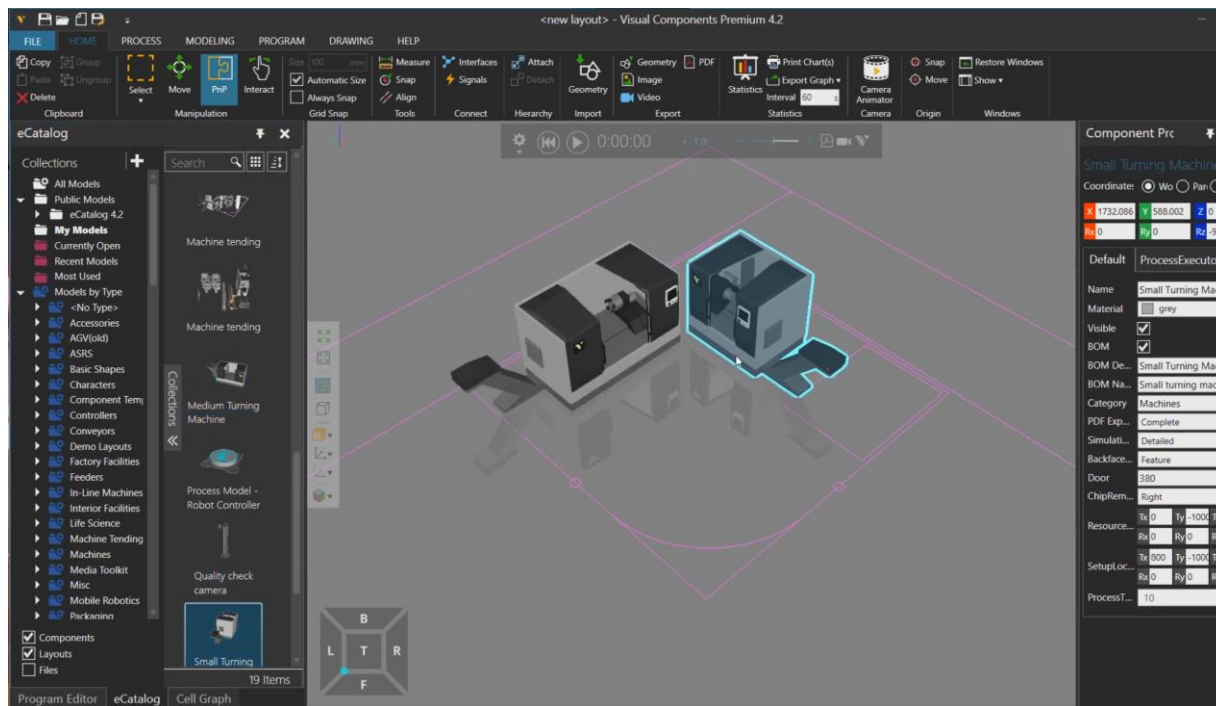 <new layout> - Visual Components Premium 4.2
FILE HOME PROCESS MODELING PROGRAM DRAWING HELP
Copy Group
Paste Ungroup
Delete
Clipboard
Select Move PnP Interact
Manipulation
Size 100 mm
Automatic Size
Always Snap
Grid Snap
Measure
Snap
Align
Tools
Interfaces
Signals
Connect
Attach
Detach
Hierarchy
Geometry
Import
Geometry PDF
Image
Video
Export
Statistics
Print Chart(s)
Export Graph
Interval 60 s
Statistics
Camera
Animator
Camera
Snap
Move
Origin
Restore Windows
Show
Windows
eCatalog
Collections
All Models
Public Models
eCatalog 4.2
My Models
Currently Open
Recent Models
Most Used
Models by Type
<No Type>
Accessories
AGV(old)
ASRS
Basic Shapes
Characters
Component Tem
Controllers
Conveyors
Demo Layouts
Factory Facilities
Feeders
In-Line Machines
Interior Facilities
Life Science
Machine Tending
Machines
Media Toolkit
Misc
Mobile Robotics
Packaging
Components
Layouts
Files
Program Editor eCatalog Cell Graph
Collections
Search
Machine tending
Machine tending
Medium Turning
Machine
Process Model -
Robot Controller
Quality check
camera
Small Turning
19 Items
0:00:00 x 1.0
B
L T R
F
Component Prc
Small Turning Machine
Coordinate: Wo Par
X 1732.086 Y 588.002 Z 0
Rx 0 Ry 0 Rz -9
Default ProcessExecuto
Name Small Turning Mac
Material grey
Visible
BOM
BOM De... Small Turning Mac
BOM Na... Small turning mac
Category Machines
PDF Exp... Complete
Simulati... Detailed
Backface... Feature
Door 380
ChipRem... Right
Resource... Tx 0 Ty -1000
Rx 0 Ry 0 R
SetupLoc... Tx 800 Ty -1000
Rx 0 Ry 0 R
ProcessT... 10